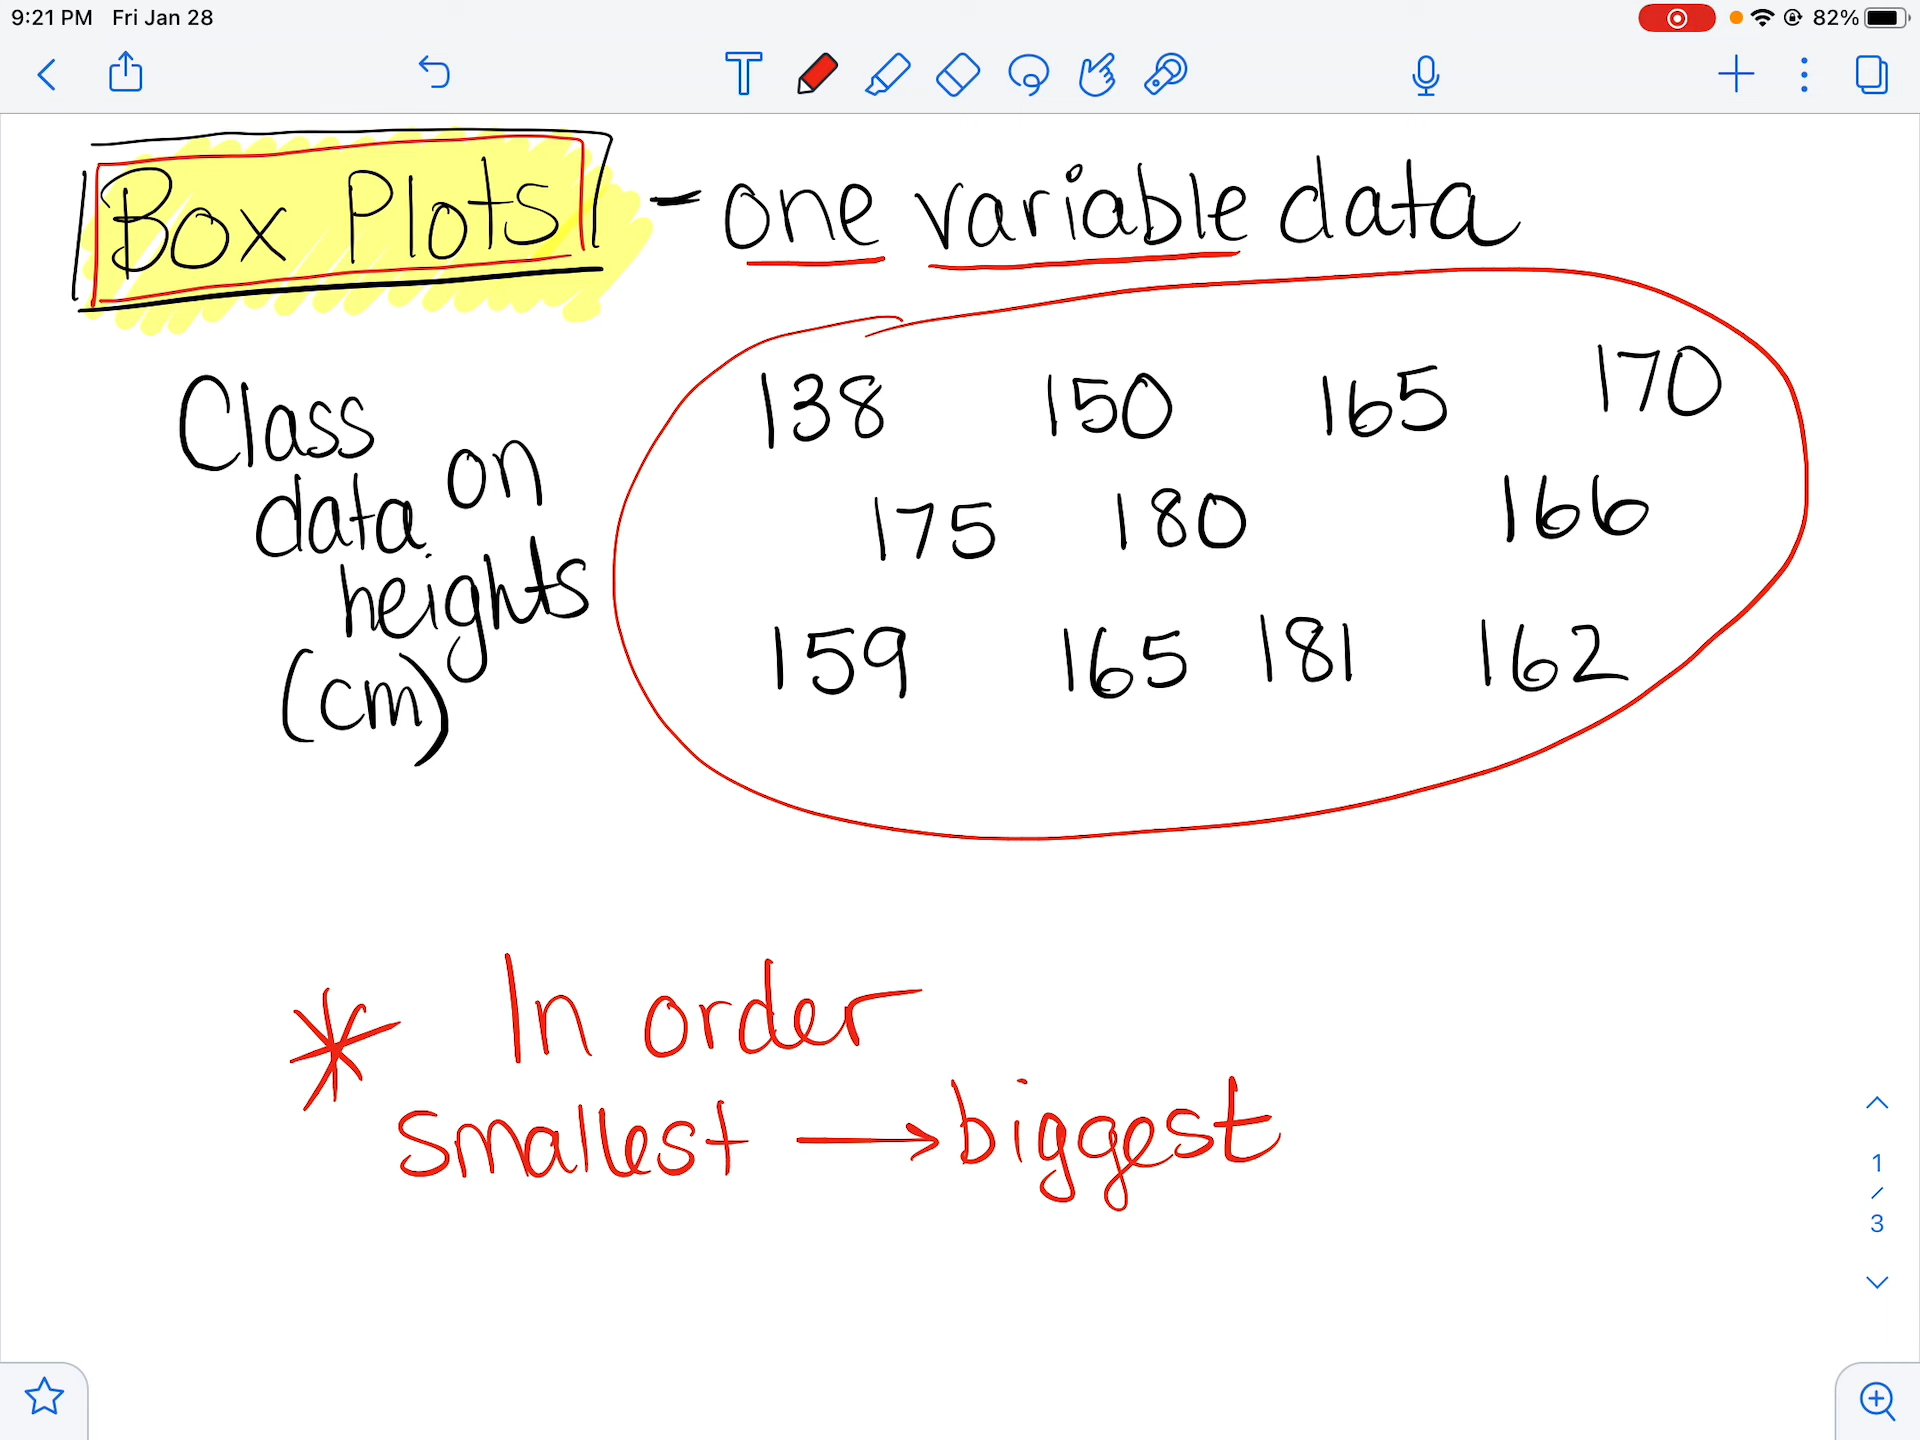 9:21 PM Fri Jan 28
82%
Box Plots - one variable data
138 150 165 170
Class
data on
heights
(cm)
175 180 166
159 165 181 162
* In order
smallest → biggest
1
/
3